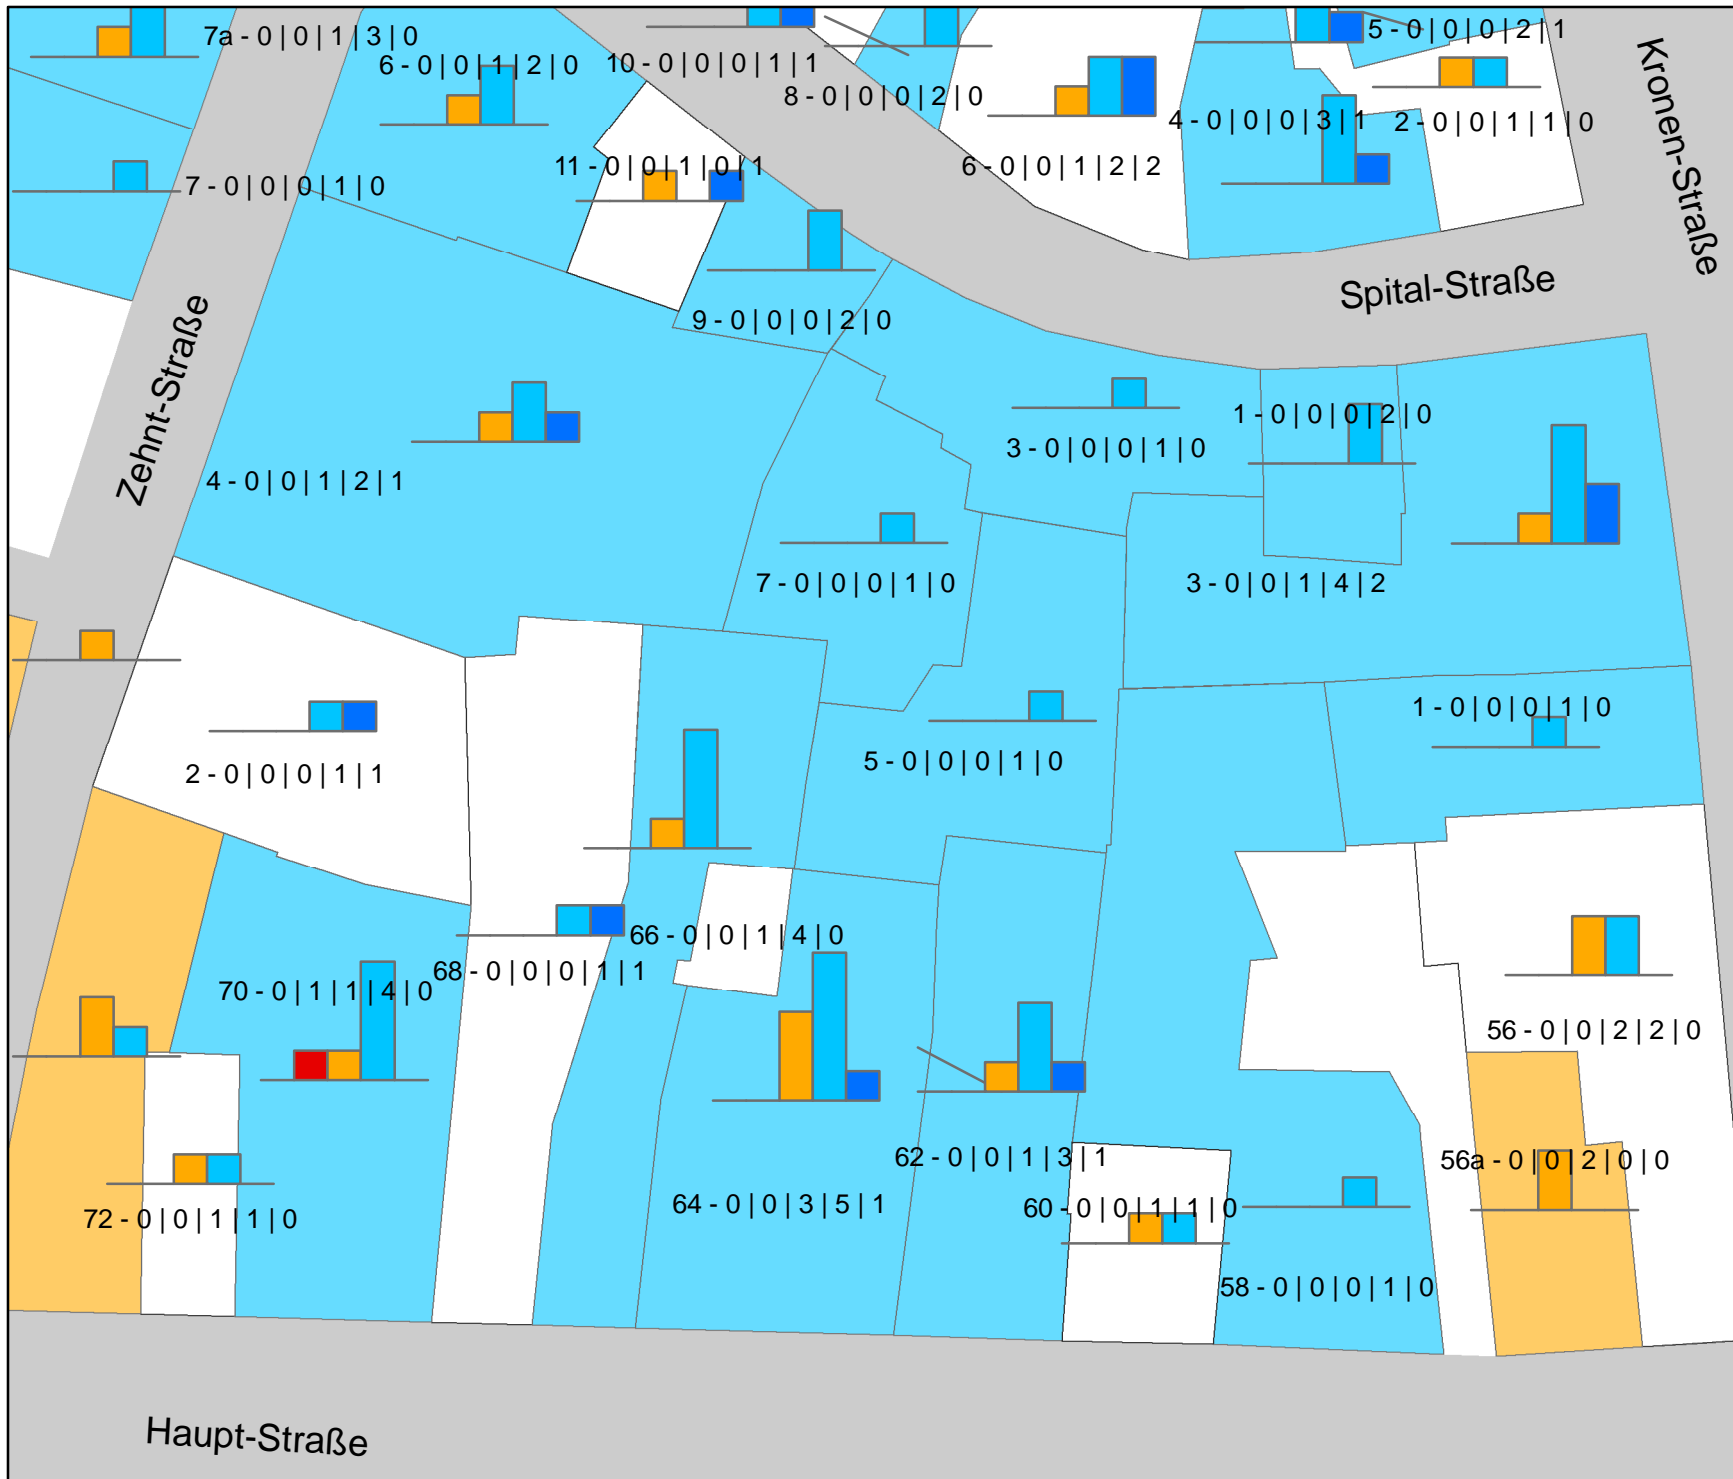 7a - 0 | 0 | 1 | 3 | 0
6 - 0 | 0 | 1 | 2 | 0
10 - 0 | 0 | 0 | 1 | 1
5 - 0 | 0 | 0 | 2 | 1
8 - 0 | 0 | 0 | 2 | 0
4 - 0 | 0 | 0 | 3 | 1
2 - 0 | 0 | 1 | 1 | 0
Kronen-Straße
11 - 0 | 0 | 1 | 0 | 1
6 - 0 | 0 | 1 | 2 | 2
7 - 0 | 0 | 0 | 1 | 0
Spital-Straße
9 - 0 | 0 | 0 | 2 | 0
Zehnt-Straße
1 - 0 | 0 | 0 | 2 | 0
3 - 0 | 0 | 0 | 1 | 0
4 - 0 | 0 | 1 | 2 | 1
7 - 0 | 0 | 0 | 1 | 0
3 - 0 | 0 | 1 | 4 | 2
1 - 0 | 0 | 0 | 1 | 0
5 - 0 | 0 | 0 | 1 | 0
2 - 0 | 0 | 0 | 1 | 1
66 - 0 | 0 | 1 | 4 | 0
68 - 0 | 0 | 0 | 1 | 1
70 - 0 | 1 | 1 | 4 | 0
56 - 0 | 0 | 2 | 2 | 0
62 - 0 | 0 | 1 | 3 | 1
56a - 0 | 0 | 2 | 0 | 0
64 - 0 | 0 | 3 | 5 | 1
60 - 0 | 0 | 1 | 1 | 0
72 - 0 | 0 | 1 | 1 | 0
58 - 0 | 0 | 0 | 1 | 0
Haupt-Straße